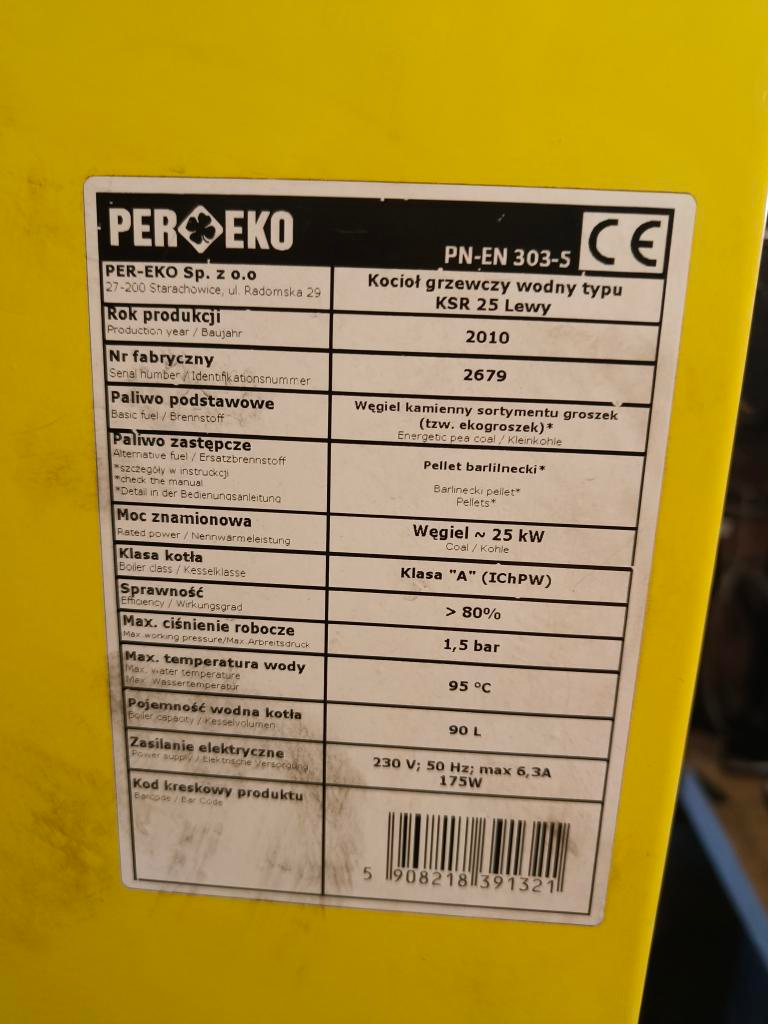 PER EKO
PN-EN 303-5
CE
PER-EKO Sp. z o.o
27-200 Starachowice, ul. Radomska 29
Kocioł grzewczy wodny typu
KSR 25 Lewy
Rok produkcji
Production year / Baujahr
2010
Nr fabryczny
Serial number / Identifikationsnummer
2679
Paliwo podstawowe
Basic fuel / Brennstoff
Węgiel kamienny sortymentu groszek
(tzw. ekogroszek)*
Energetic pea coal / Kleinkohle
Paliwo zastępcze
Alternative fuel / Ersatzbrennstoff
*szczegóły w instrukcji
*check the manual
*Detail in der Bedienungsanleitung
Pellet barlilnecki*
Barlinecki pellet*
Pellets*
Moc znamionowa
Rated power / Nennwärmeleistung
Węgiel ~ 25 kW
Coal / Kohle
Klasa kotła
Boiler class / Kesselklasse
Klasa "A" (IChPW)
Sprawność
Efficiency / Wirkungsgrad
> 80%
Max. ciśnienie robocze
Max.working pressure/Max.Arbeitsdruck
1,5 bar
Max. temperatura wody
Max. water temperature
Max. Wassertemperatur
95 °C
Pojemność wodna kotła
Boiler capacity / Kesselvolumen
90 L
Zasilanie elektryczne
Power supply / Elektrische Versorgung
230 V; 50 Hz; max 6,3A
175W
Kod kreskowy produktu
Barcode / Bar Code
5 908218 391321